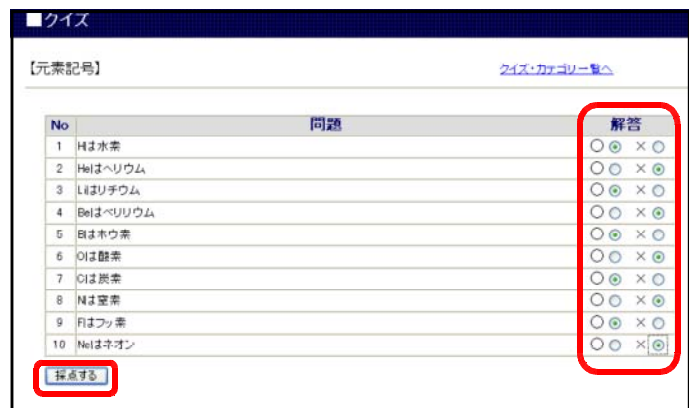 ■クイズ
【元素記号】 クイズ・カテゴリー覧へ
No 問題 解答
1 Hは水素 ○ ×
2 Heはヘリウム ○ ×
3 Liはリチウム ○ ×
4 Beはベリリウム ○ ×
5 Bはホウ素 ○ ×
6 Oは酸素 ○ ×
7 Cは炭素 ○ ×
8 Nは窒素 ○ ×
9 Fはフッ素 ○ ×
10 Neはネオン ○ ×
採点する